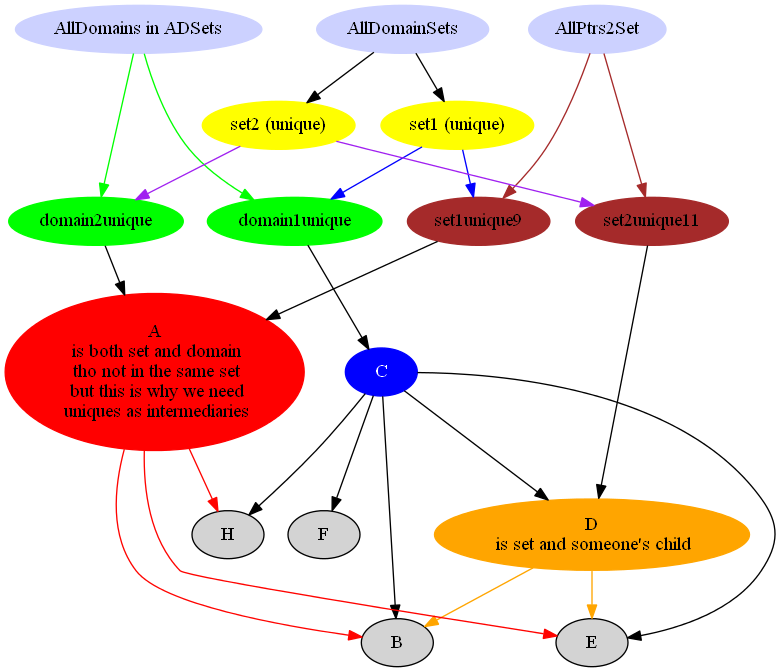 AllDomains in ADSets
AllDomainSets
AllPtrs2Set
set2 (unique)
set1 (unique)
domain2unique
domain1unique
set1unique9
set2unique11
A
is both set and domain
tho not in the same set
but this is why we need
uniques as intermediaries
C
H
F
D
is set and someone's child
B
E